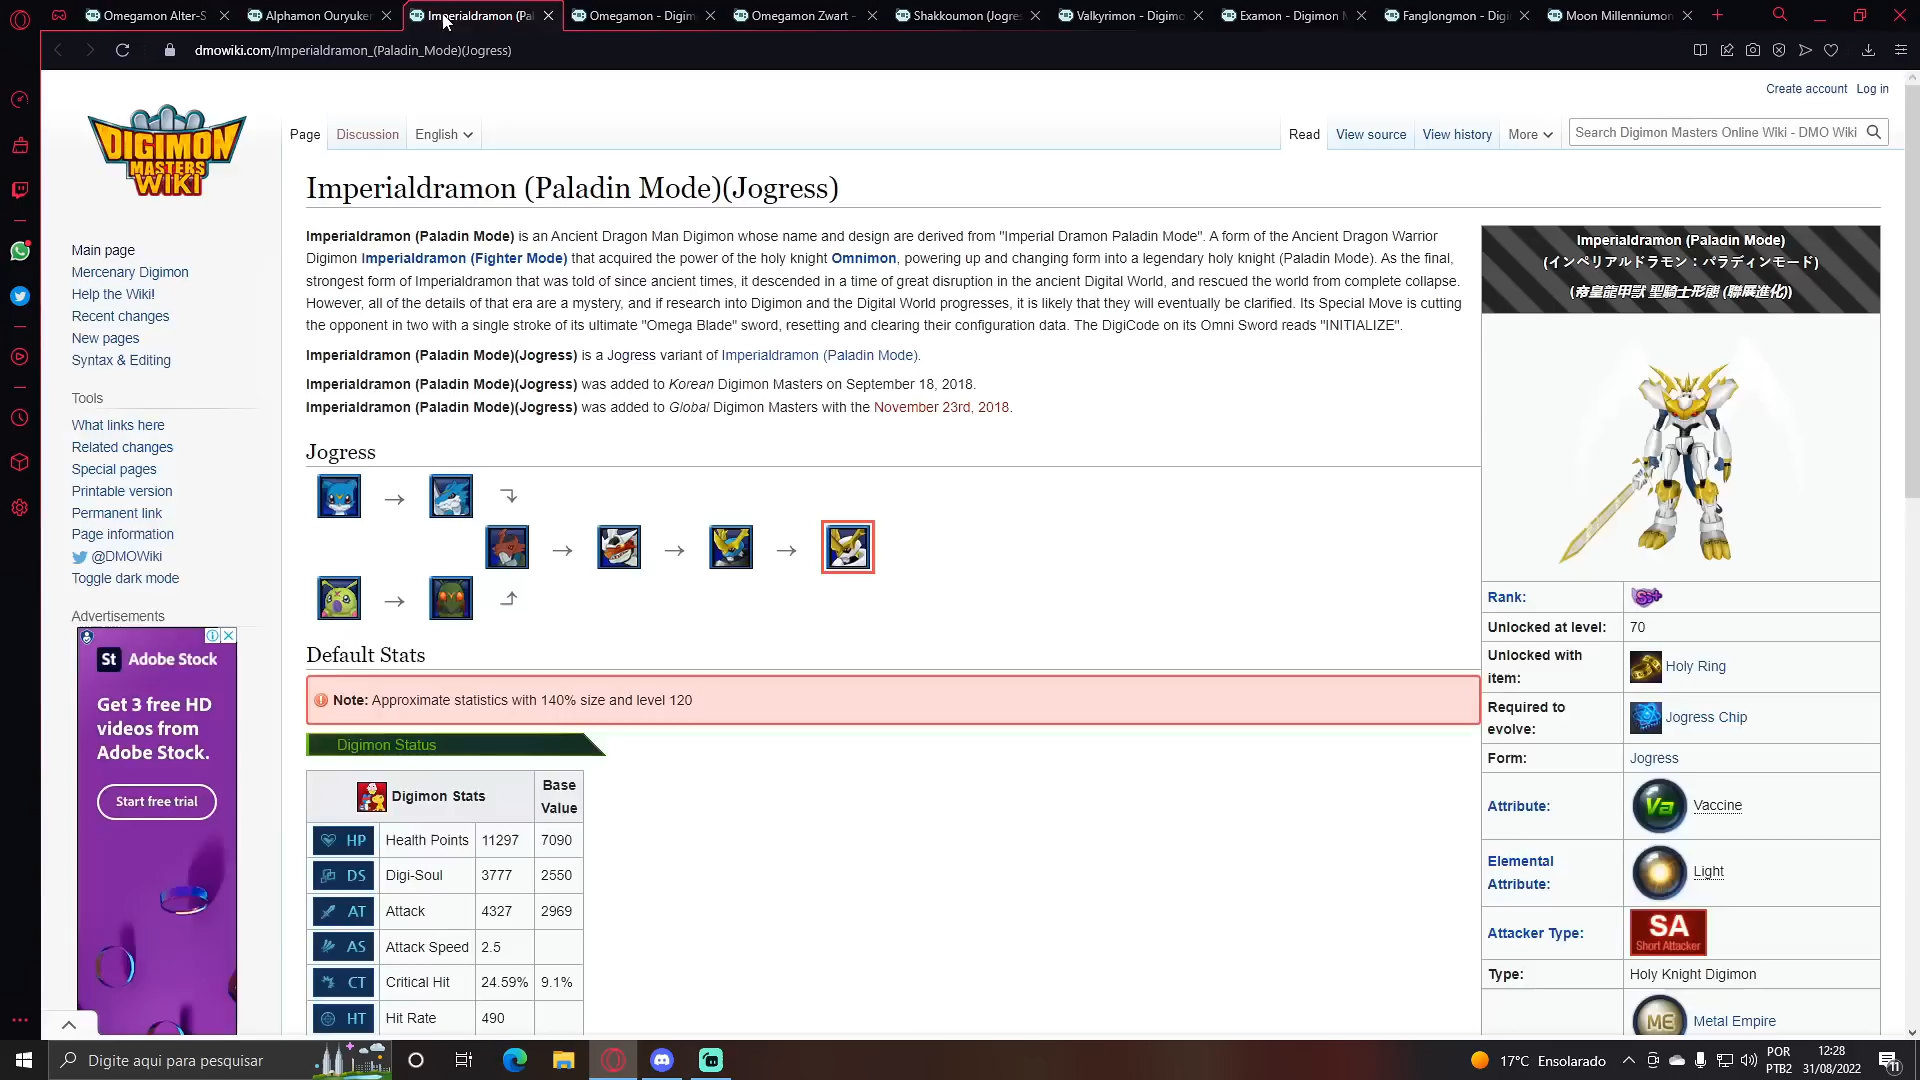 Omegamon Alter-S
Alphamon Ouryuke
Imperialdramon (Pal
Omegamon - Digim
Omegamon Zwart -
Shakkoumon (Jogre
Valkyrimon - Digimo
Examon - Digimon M
Fanglongmon - Digi
Moon Millenniumon
dmowiki.com/Imperialdramon_(Paladin_Mode)(Jogress)
Create account Log in
DIGIMON
MASTERS
WIKI
Page Discussion English
Read View source View history More
Search Digimon Masters Online Wiki - DMO Wiki
Main page
Mercenary Digimon
Help the Wiki!
Recent changes
New pages
Syntax & Editing
Tools
What links here
Related changes
Special pages
Printable version
Permanent link
Page information
@DMOWiki
Toggle dark mode
Advertisements
St Adobe Stock
Get 3 free HD
videos from
Adobe Stock.
Start free trial
Imperialdramon (Paladin Mode)(Jogress)
Imperialdramon (Paladin Mode) is an Ancient Dragon Man Digimon whose name and design are derived from "Imperial Dramon Paladin Mode". A form of the Ancient Dragon Warrior
Digimon Imperialdramon (Fighter Mode) that acquired the power of the holy knight Omnimon, powering up and changing form into a legendary holy knight (Paladin Mode). As the final,
strongest form of Imperialdramon that was told of since ancient times, it descended in a time of great disruption in the ancient Digital World, and rescued the world from complete collapse.
However, all of the details of that era are a mystery, and if research into Digimon and the Digital World progresses, it is likely that they will eventually be clarified. Its Special Move is cutting
the opponent in two with a single stroke of its ultimate "Omega Blade" sword, resetting and clearing their configuration data. The DigiCode on its Omni Sword reads "INITIALIZE".
Imperialdramon (Paladin Mode)(Jogress) is a Jogress variant of Imperialdramon (Paladin Mode).
Imperialdramon (Paladin Mode)(Jogress) was added to Korean Digimon Masters on September 18, 2018.
Imperialdramon (Paladin Mode)(Jogress) was added to Global Digimon Masters with the November 23rd, 2018.
Jogress
Default Stats
Note: Approximate statistics with 140% size and level 120
Digimon Status
Digimon Stats Base
Value
HP Health Points 11297 7090
DS Digi-Soul 3777 2550
AT Attack 4327 2969
AS Attack Speed 2.5
CT Critical Hit 24.59% 9.1%
HT Hit Rate 490
Imperialdramon (Paladin Mode)
(インペリアルドラモン：パラディンモード)
(帝皇龍甲獸 聖騎士形態 (聯展進化))
Rank: SS+
Unlocked at level: 70
Unlocked with
item: Holy Ring
Required to
evolve: Jogress Chip
Form: Jogress
Attribute: Va Vaccine
Elemental
Attribute: Light
Attacker Type: SA Short Attacker
Type: Holy Knight Digimon
ME Metal Empire
Digite aqui para pesquisar
17°C Ensolarado
POR
PTB2
12:28
31/08/2022
11